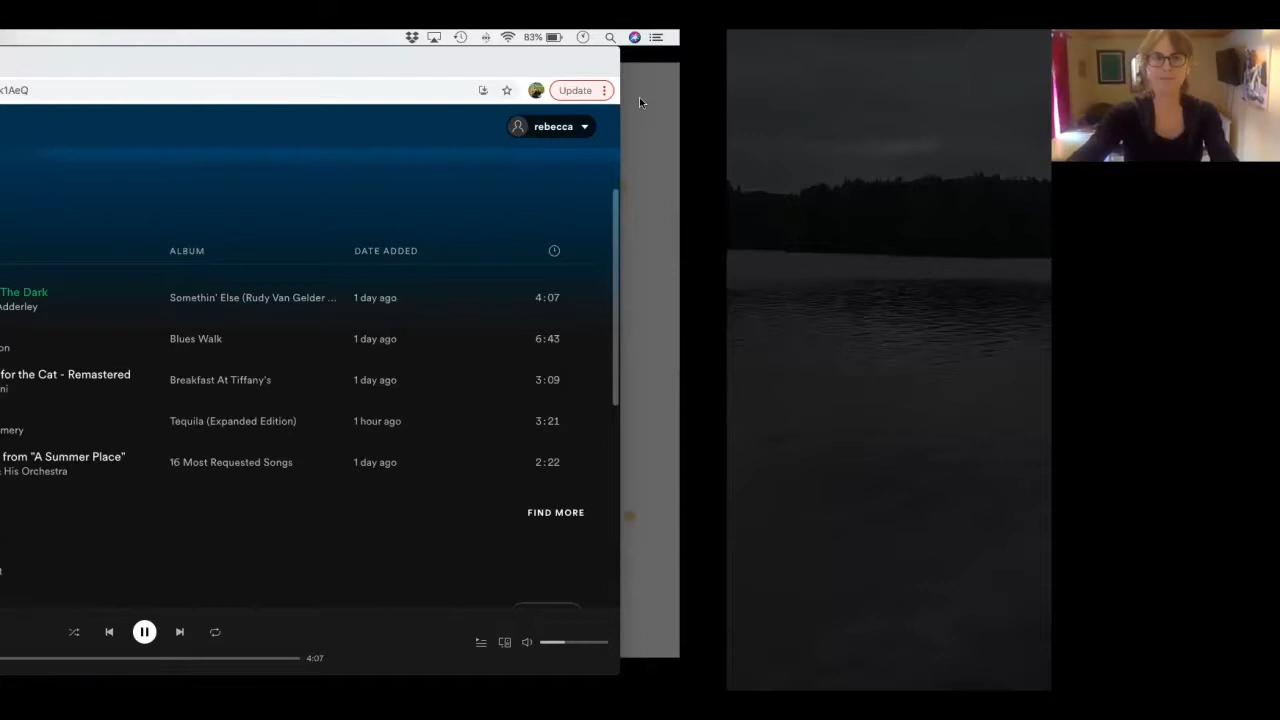 83%
k1AeQ
Update
rebecca
ALBUM DATE ADDED
The Dark
Adderley
Somethin' Else (Rudy Van Gelder ... 1 day ago 4:07
on
Blues Walk 1 day ago 6:43
for the Cat - Remastered
ni
Breakfast At Tiffany's 1 day ago 3:09
mery
Tequila (Expanded Edition) 1 hour ago 3:21
from "A Summer Place"
& His Orchestra
16 Most Requested Songs 1 day ago 2:22
FIND MORE
t
4:07